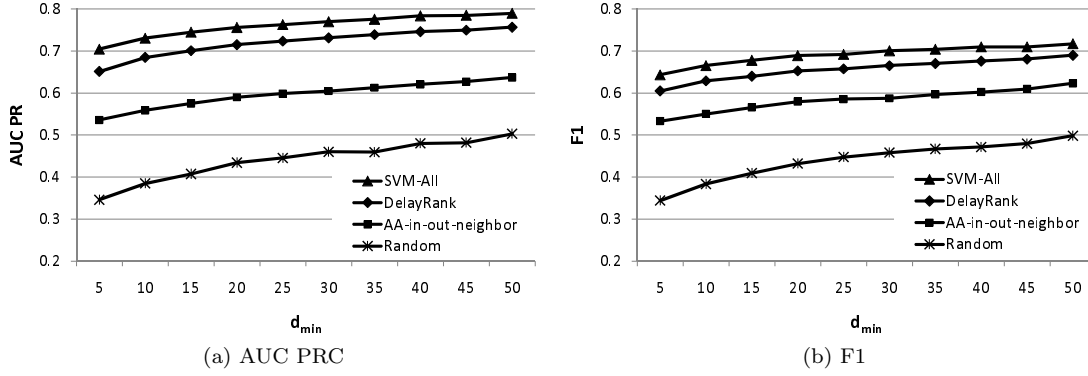 0.8
0.7
0.6
0.5
0.4
0.3
0.2
AUC PR
SVM-All
DelayRank
AA-in-out-neighbor
Random
5 10 15 20 25 30 35 40 45 50
d_min
(a) AUC PRC
0.8
0.7
0.6
0.5
0.4
0.3
0.2
F1
SVM-All
DelayRank
AA-in-out-neighbor
Random
5 10 15 20 25 30 35 40 45 50
d_min
(b) F1